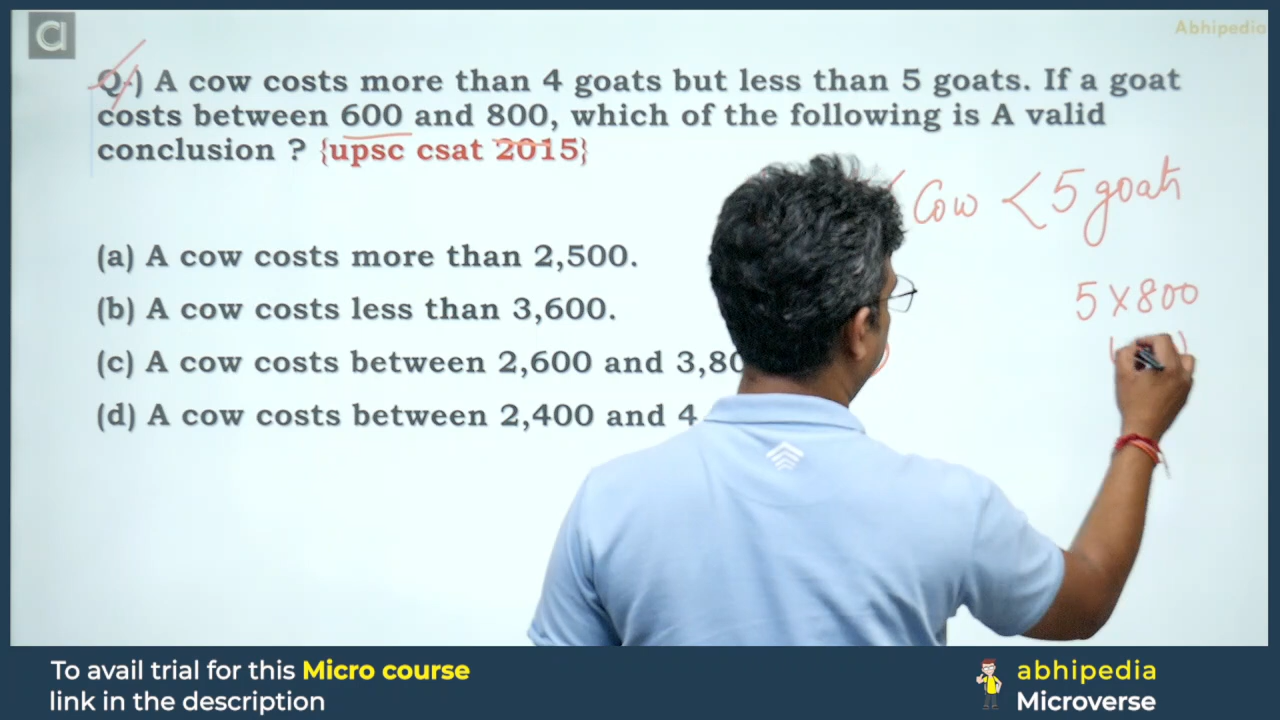 Abhipedia
Q.) A cow costs more than 4 goats but less than 5 goats. If a goat
costs between 600 and 800, which of the following is A valid
conclusion ? {upsc csat 2015}
Cow < 5 goats
(a) A cow costs more than 2,500.
5 × 800
(b) A cow costs less than 3,600.
(c) A cow costs between 2,600 and 3,80
(d) A cow costs between 2,400 and 4
To avail trial for this Micro course
link in the description
abhipedia
Microverse